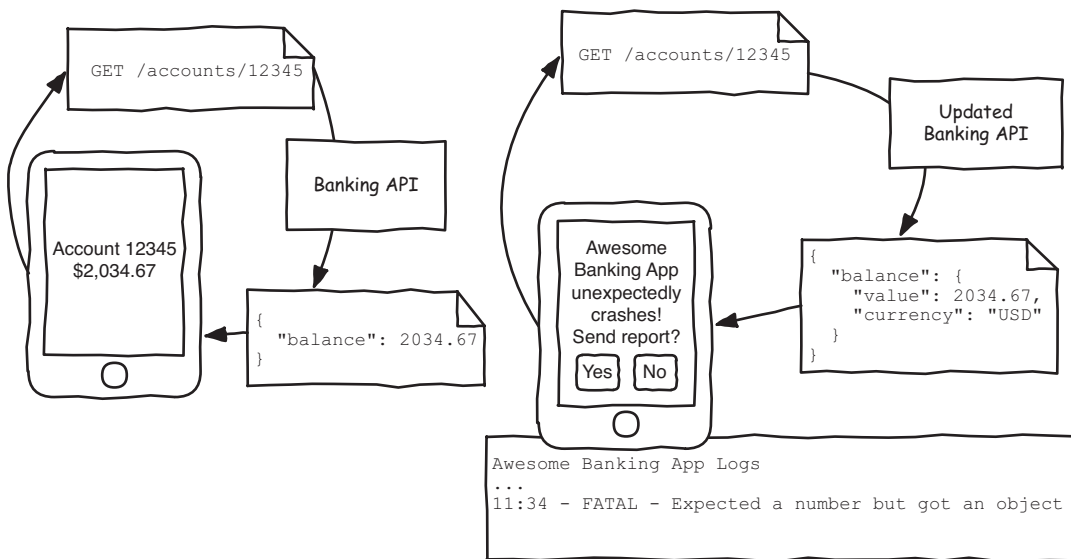 GET /accounts/12345
Banking API
Account 12345
$2,034.67
{
"balance": 2034.67
}
GET /accounts/12345
Updated
Banking API
Awesome
Banking App
unexpectedly
crashes!
Send report?
Yes No
{
"balance": {
"value": 2034.67,
"currency": "USD"
}
}
Awesome Banking App Logs
...
11:34 - FATAL - Expected a number but got an object